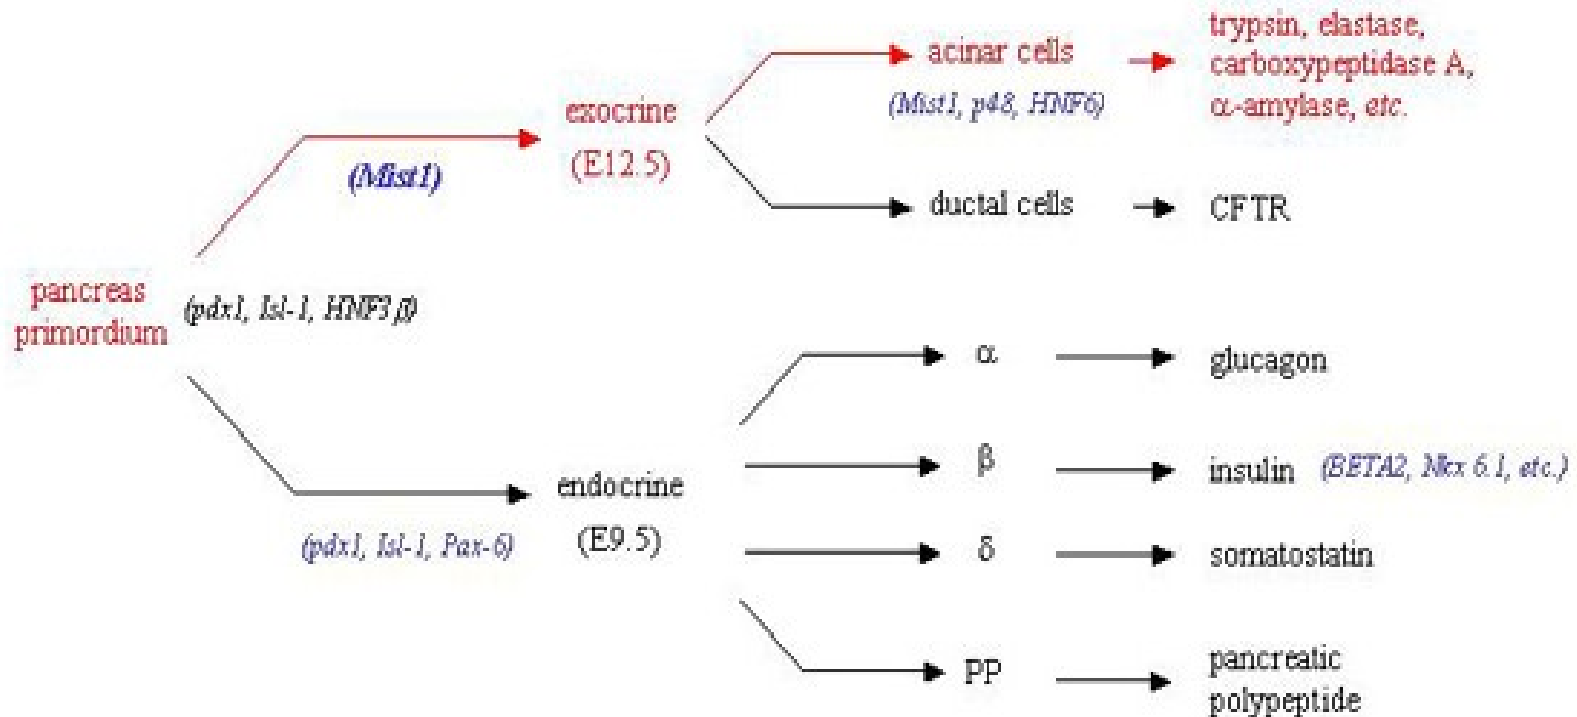 trypsin, elastase,
carboxypeptidase A,
α-amylase, etc.
acinar cells
(Mist1, p48, HNF6)
exocrine
(E12.5)
(Mist1)
ductal cells
CFTR
pancreas
primordium
(pdx1, Isl-1, HNF3β)
α
glucagon
β
insulin (BETA2, Nkx 6.1, etc.)
endocrine
(E9.5)
(pdx1, Isl-1, Pax-6)
δ
somatostatin
PP
pancreatic
polypeptide